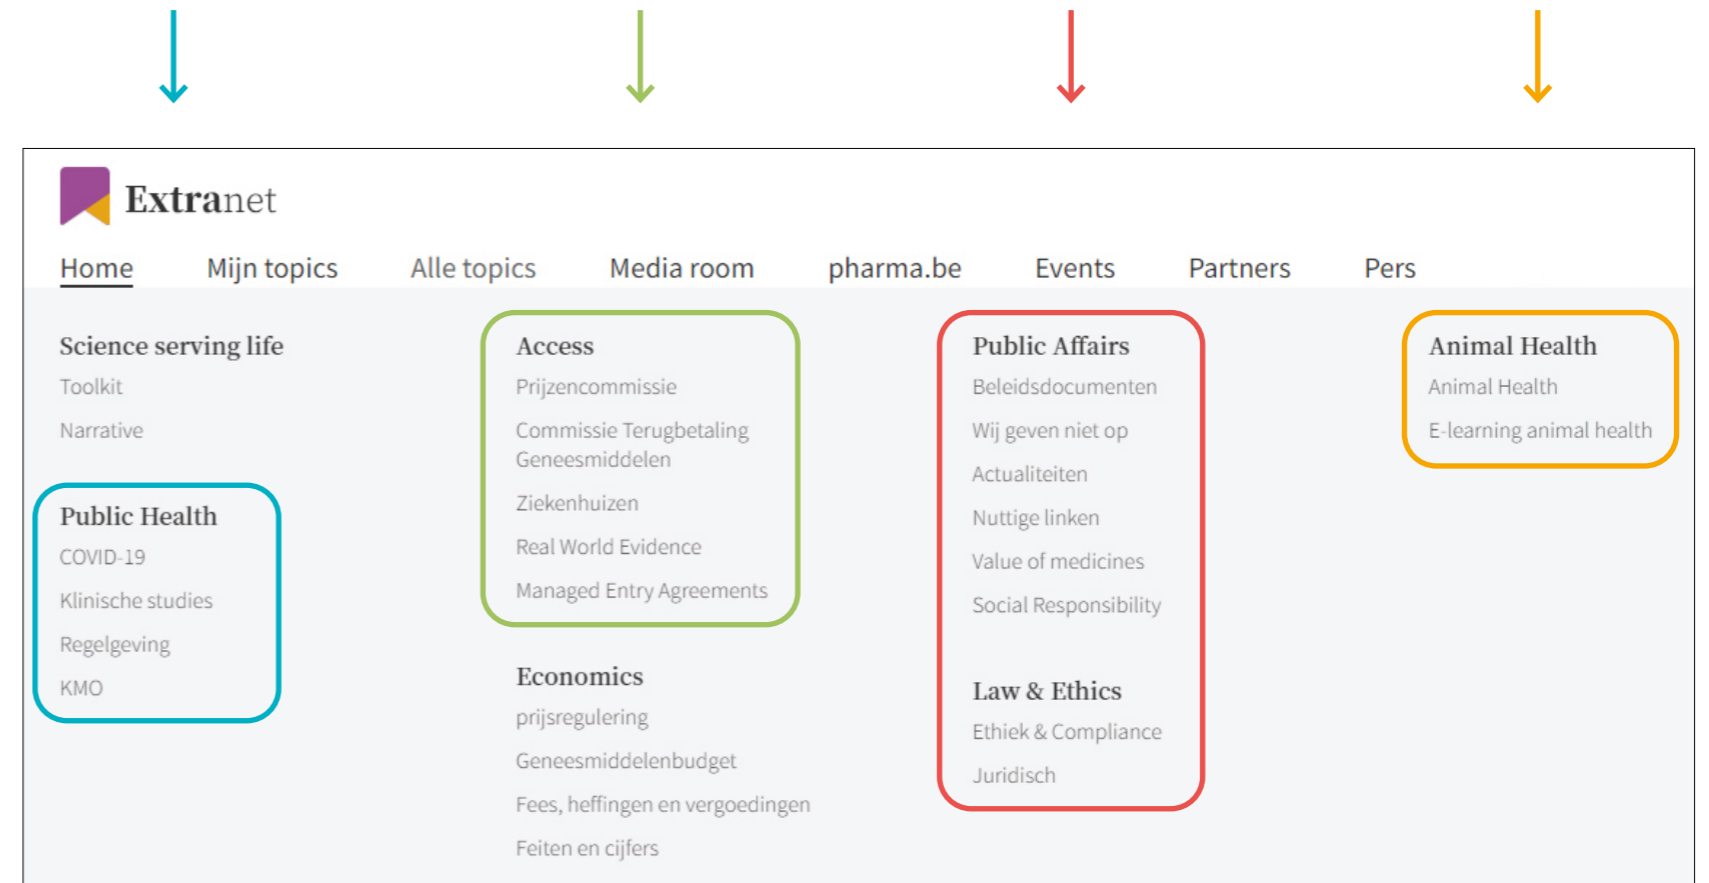 Extranet
Home Mijn topics Alle topics Media room pharma.be Events Partners Pers
Science serving life
Toolkit
Narrative
Public Health
COVID-19
Klinische studies
Regelgeving
KMO
Access
Prijzencommissie
Commissie Terugbetaling
Geneesmiddelen
Ziekenhuizen
Real World Evidence
Managed Entry Agreements
Economics
prijsregulering
Geneesmiddelenbudget
Fees, heffingen en vergoedingen
Feiten en cijfers
Public Affairs
Beleidsdocumenten
Wij geven niet op
Actualiteiten
Nuttige linken
Value of medicines
Social Responsibility
Law & Ethics
Ethiek & Compliance
Juridisch
Animal Health
Animal Health
E-learning animal health